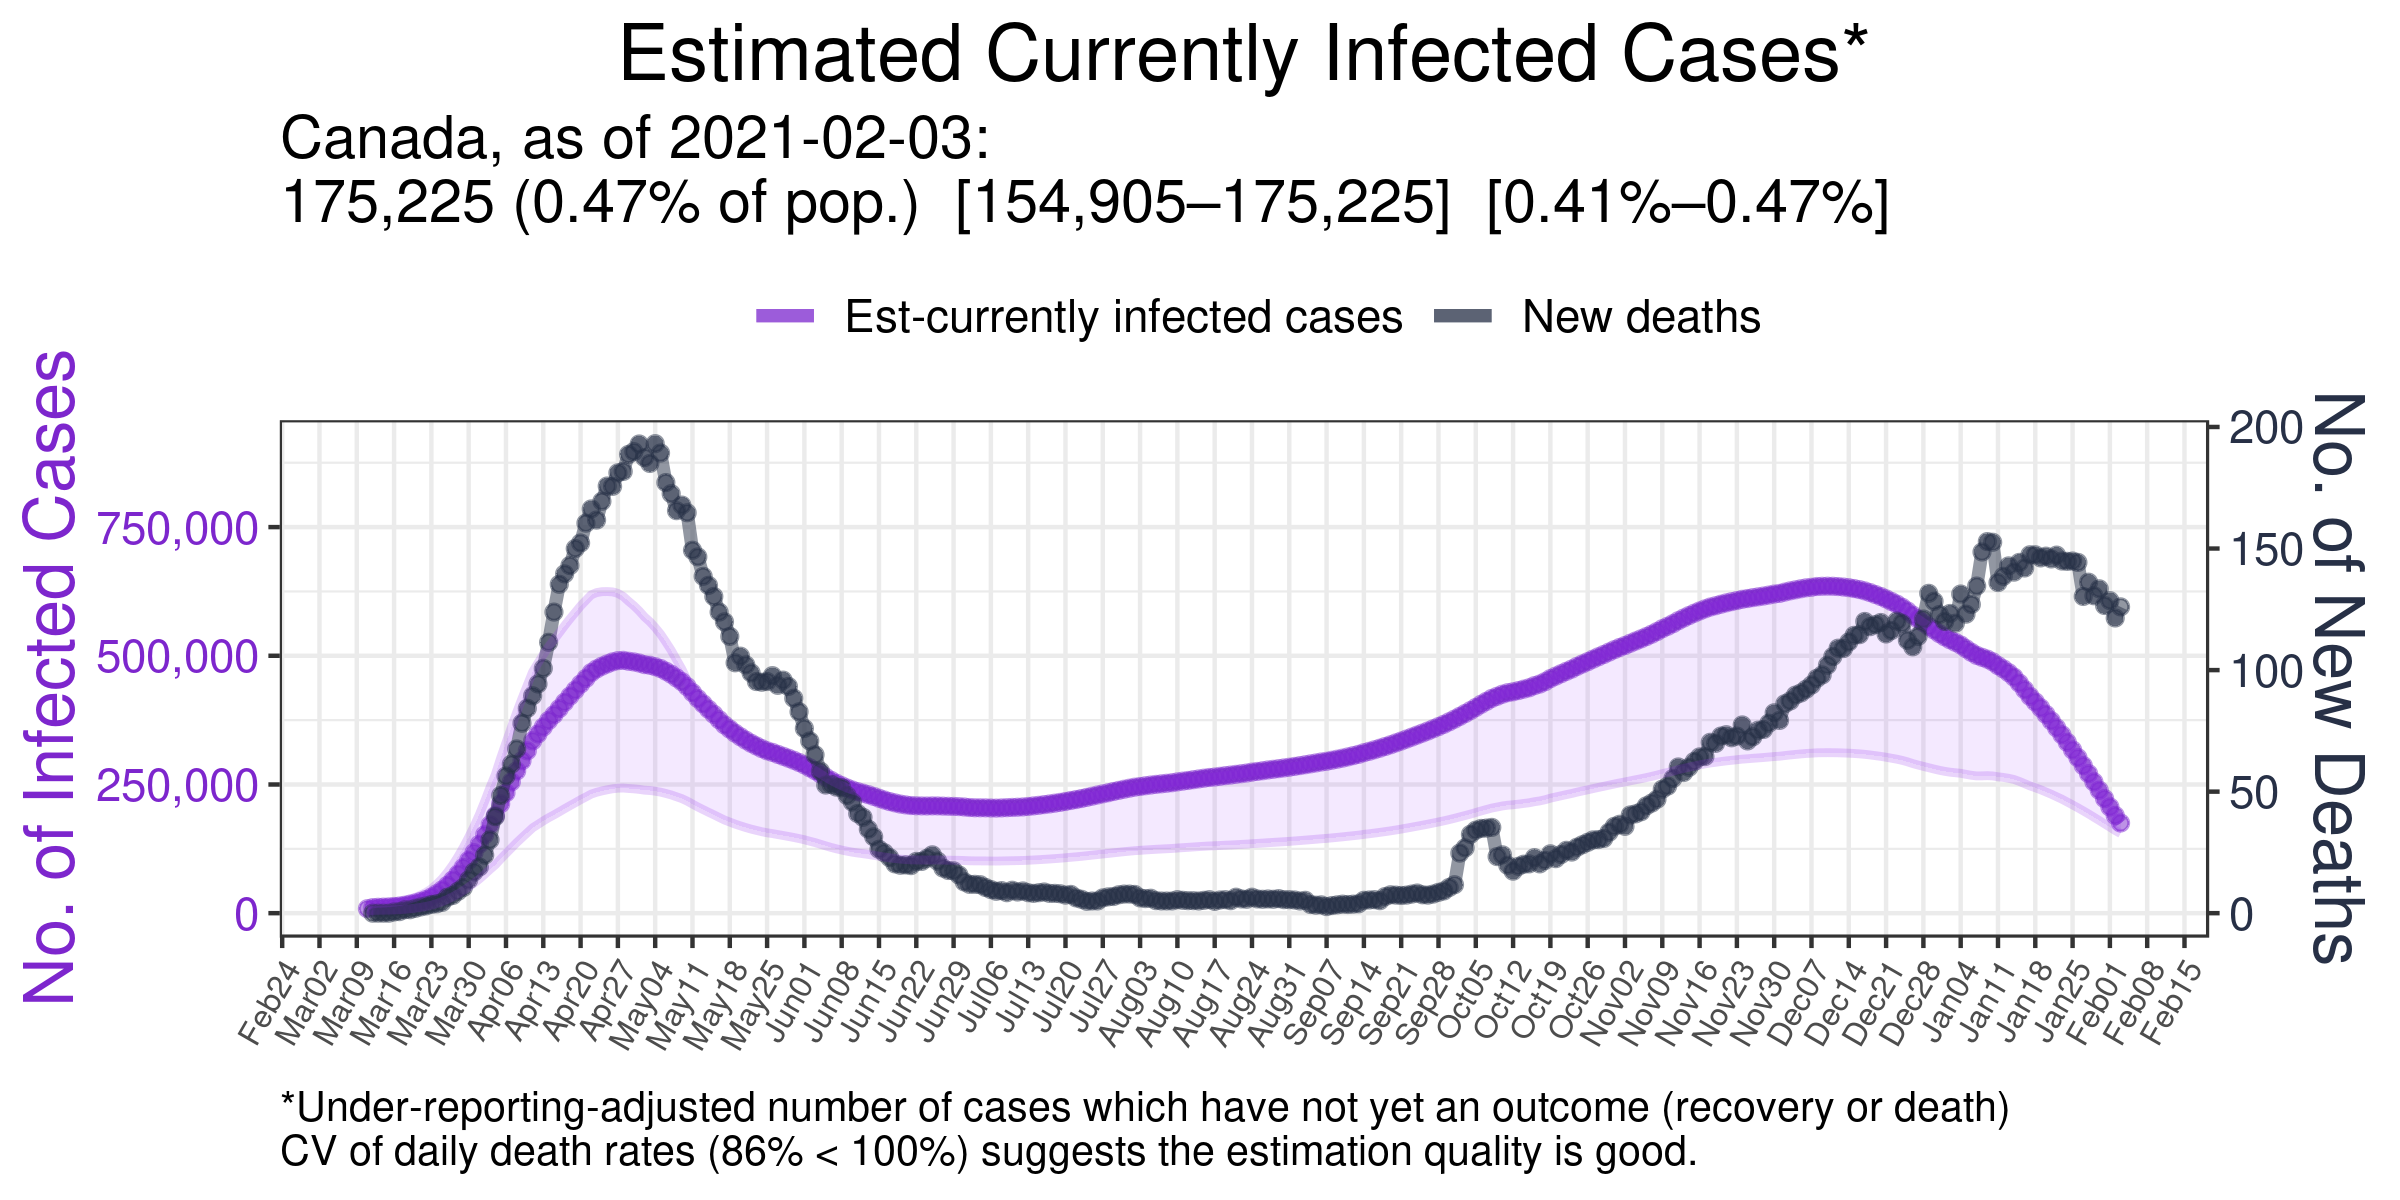 Estimated Currently Infected Cases*
Canada, as of 2021-02-03:
175,225 (0.47% of pop.)  [154,905–175,225]  [0.41%–0.47%]
Est-currently infected cases
New deaths
No. of Infected Cases
750,000
500,000
250,000
0
No. of New Deaths
200
150
100
50
0
Feb24
Mar02
Mar09
Mar16
Mar23
Mar30
Apr06
Apr13
Apr20
Apr27
May04
May11
May18
May25
Jun01
Jun08
Jun15
Jun22
Jun29
Jul06
Jul13
Jul20
Jul27
Aug03
Aug10
Aug17
Aug24
Aug31
Sep07
Sep14
Sep21
Sep28
Oct05
Oct12
Oct19
Oct26
Nov02
Nov09
Nov16
Nov23
Nov30
Dec07
Dec14
Dec21
Dec28
Jan04
Jan11
Jan18
Jan25
Feb01
Feb08
Feb15
*Under-reporting-adjusted number of cases which have not yet an outcome (recovery or death)
CV of daily death rates (86% < 100%) suggests the estimation quality is good.